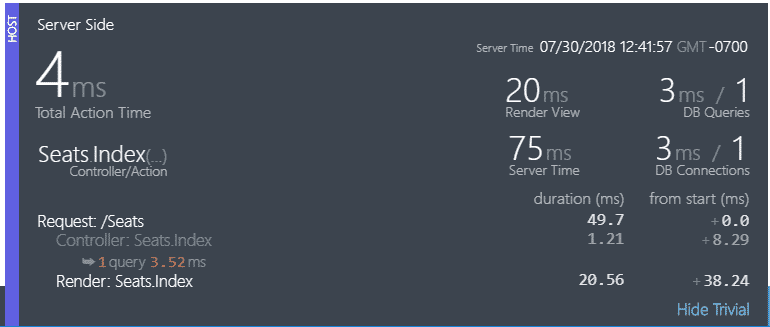 HOST
Server Side
Server Time 07/30/2018 12:41:57 GMT-0700
4ms
Total Action Time
20ms
Render View
3ms / 1
DB Queries
Seats.Index(...)
Controller/Action
75ms
Server Time
3ms / 1
DB Connections
duration (ms) from start (ms)
Request: /Seats 49.7 +0.0
Controller: Seats.Index 1.21 +8.29
1 query 3.52 ms
Render: Seats.Index 20.56 +38.24
Hide Trivial